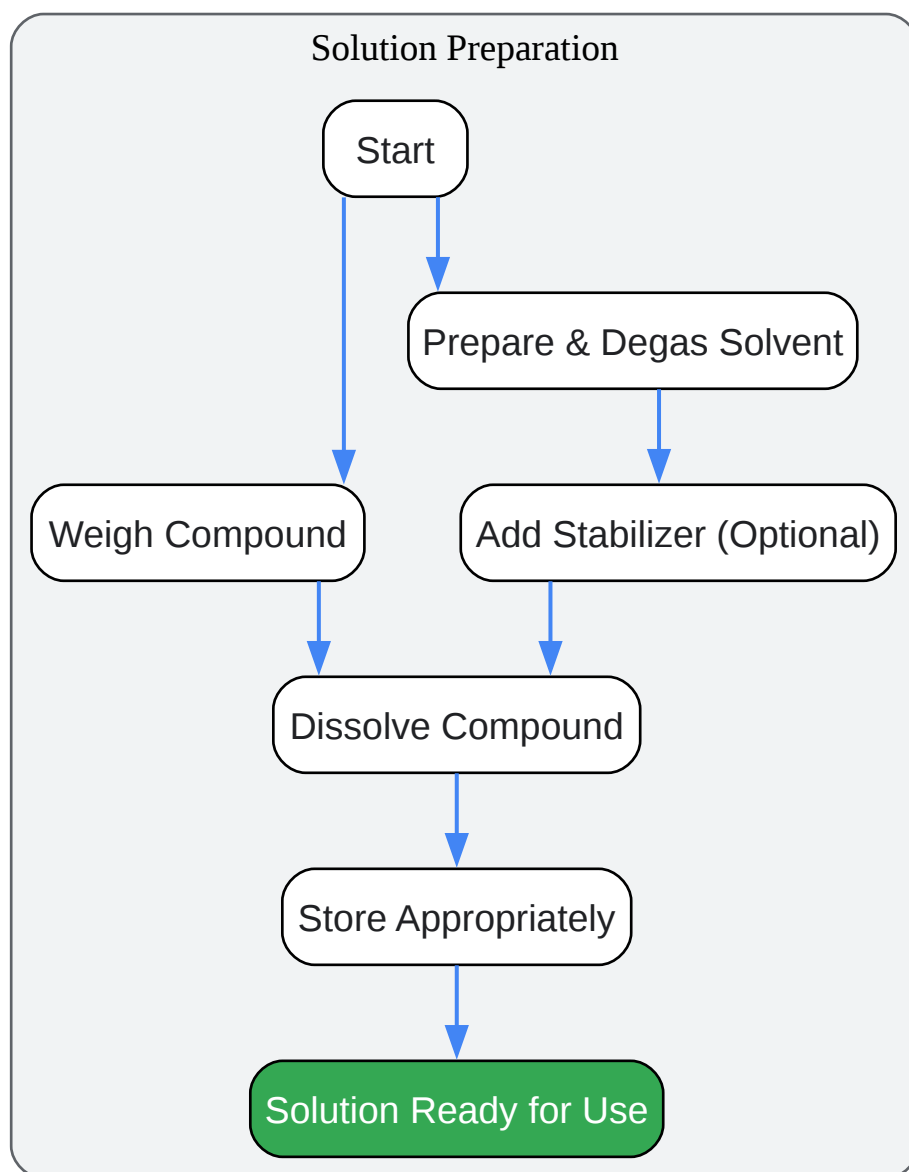 Solution Preparation
Start
Prepare & Degas Solvent
Weigh Compound
Add Stabilizer (Optional)
Dissolve Compound
Store Appropriately
Solution Ready for Use